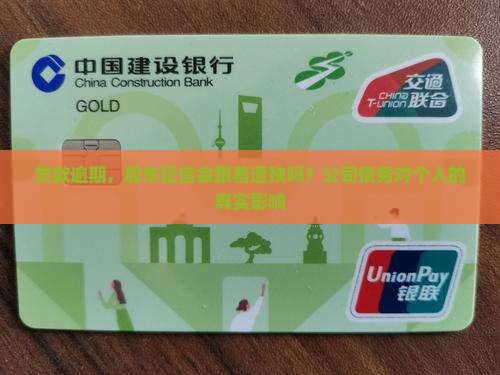 中国建设银行
China Construction Bank
GOLD
交通
联合
CHINA
T-UNION
贷款逾期，股东征信会跟着遭殃吗？公司债务对个人的
真实影响
UnionPay
银联